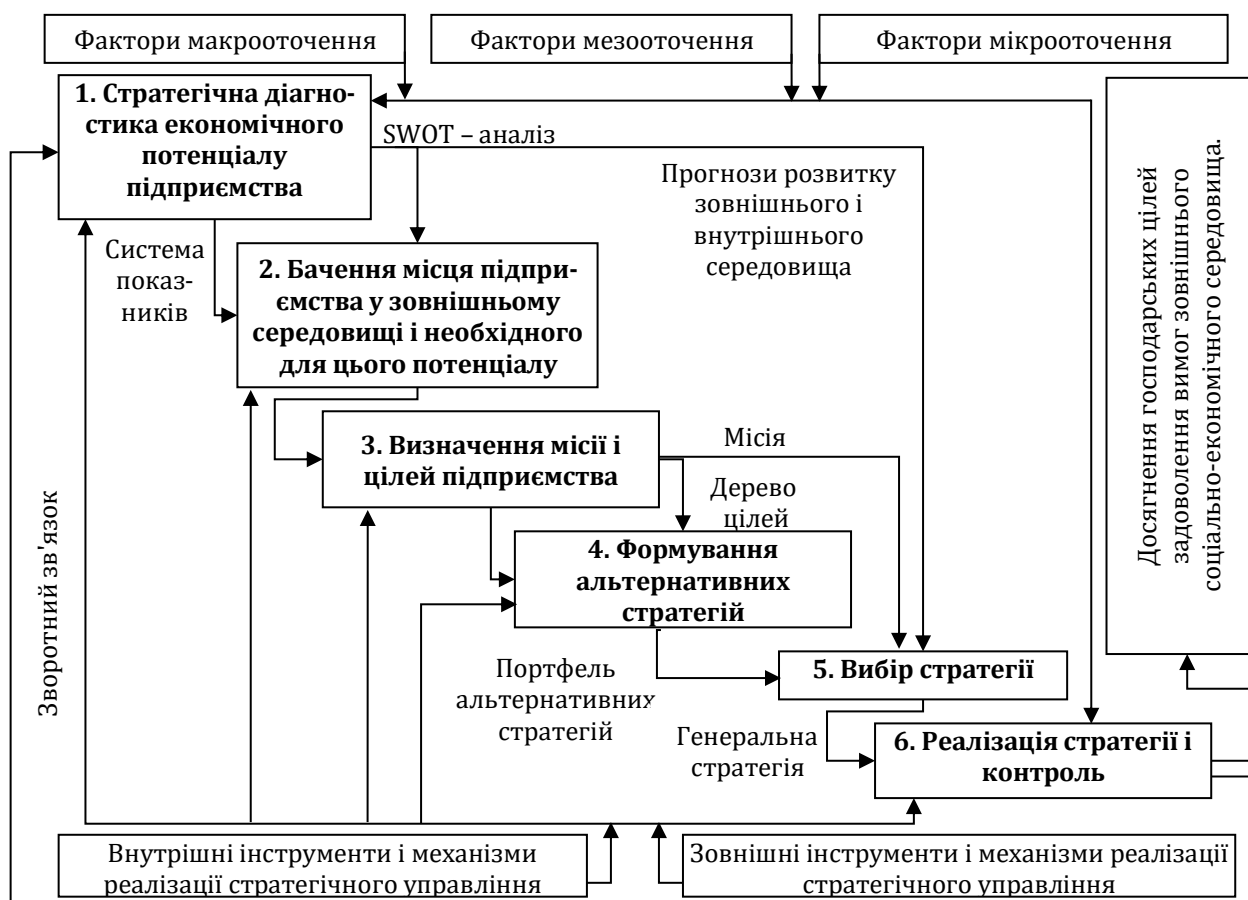 Фактори макрооточення
Фактори мезооточення
Фактори мікрооточення
1. Стратегічна діагно-
стика економічного
потенціалу
підприємства
SWOT – аналіз
Прогнози розвитку
зовнішнього і
внутрішнього
середовища
Система
показ-
ників
2. Бачення місця підпри-
ємства у зовнішньому
середовищі і необхідного
для цього потенціалу
3. Визначення місії і
цілей підприємства
Місія
Дерево
цілей
4. Формування
альтернативних
стратегій
Портфель
альтернативних
стратегій
5. Вибір стратегії
Генеральна
стратегія
6. Реалізація стратегії і
контроль
Досягнення господарських цілей
задоволення вимог зовнішнього
соціально-економічного середовища.
Зворотний зв'язок
Внутрішні інструменти і механізми
реалізації стратегічного управління
Зовнішні інструменти і механізми реалізації
стратегічного управління